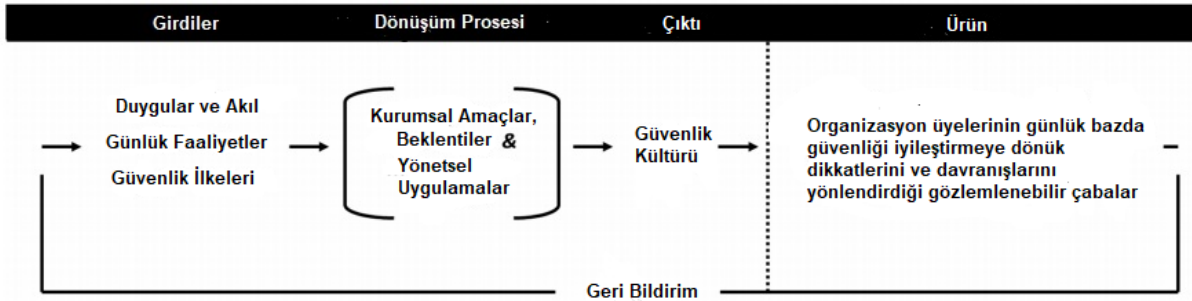 Girdiler
Dönüşüm Prosesi
Çıktı
Ürün
Duygular ve Akıl
Günlük Faaliyetler
Güvenlik İlkeleri
Kurumsal Amaçlar,
Beklentiler &
Yönetsel
Uygulamalar
Güvenlik
Kültürü
Organizasyon üyelerinin günlük bazda
güvenliği iyileştirmeye dönük
dikkatlerini ve davranışlarını
yönlendirdiği gözlemlenebilir çabalar
Geri Bildirim